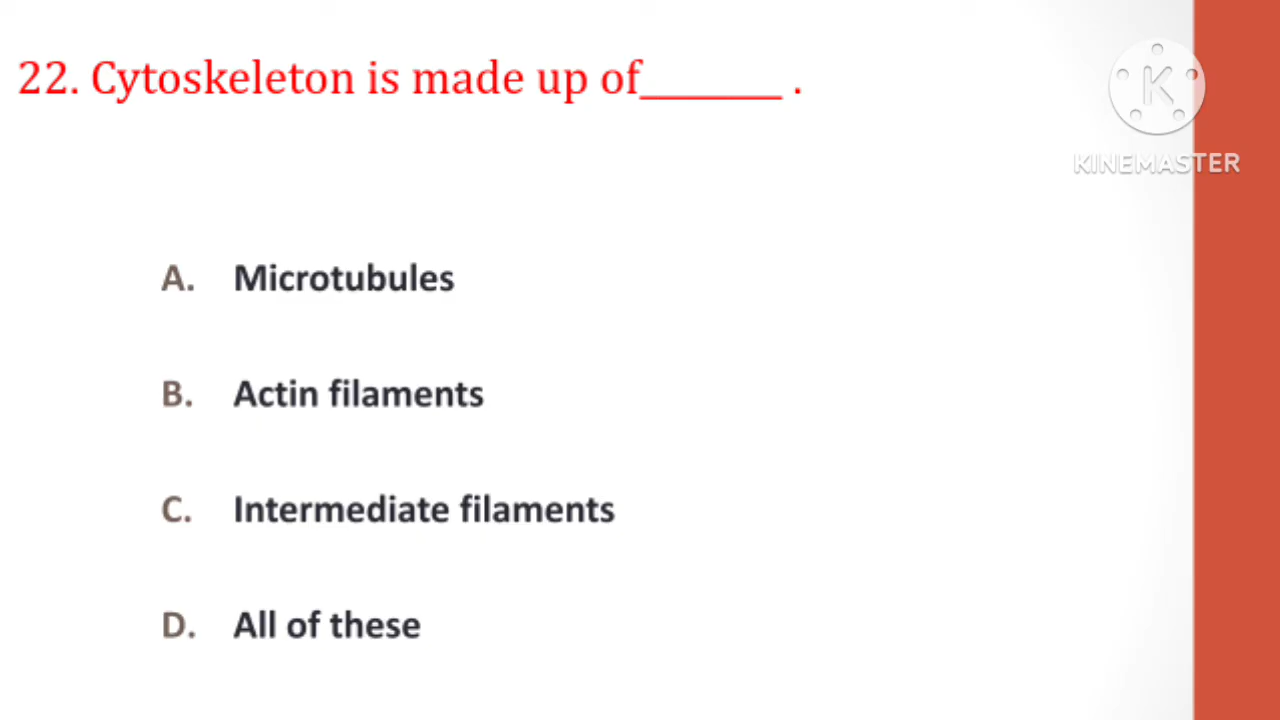 22. Cytoskeleton is made up of_______ .
K
KINEMASTER
A. Microtubules
B. Actin filaments
C. Intermediate filaments
D. All of these